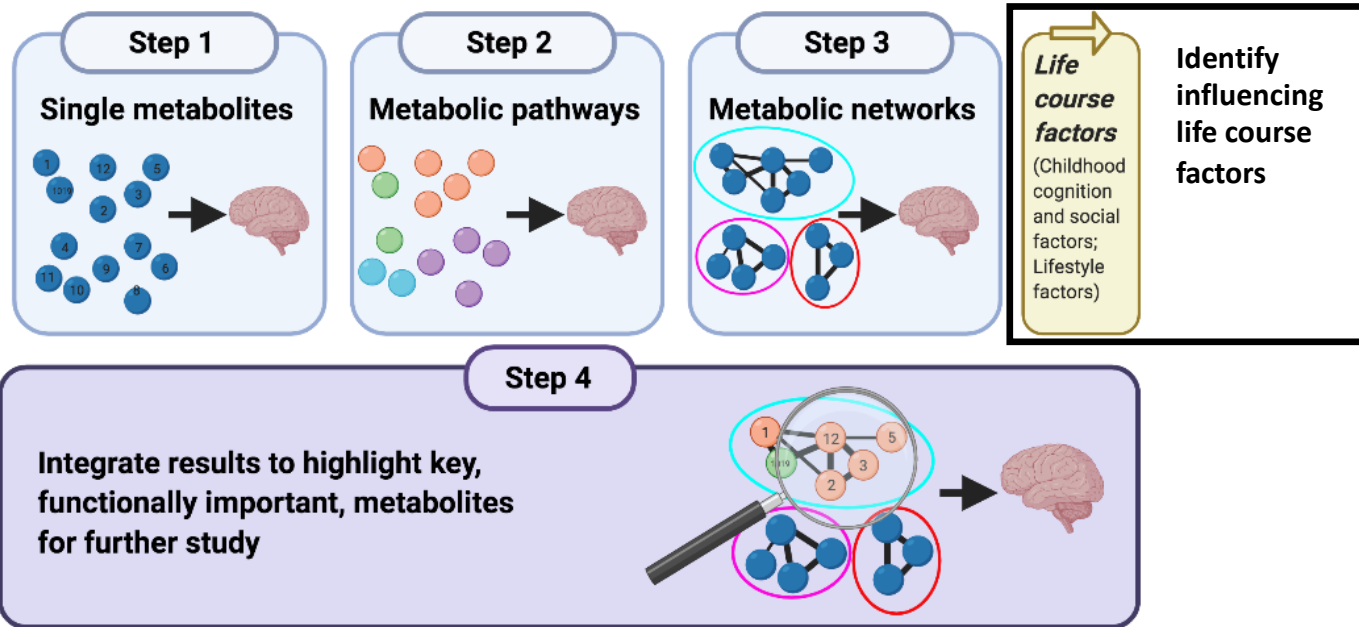 Step 1
Single metabolites
1
12
5
1019
3
2
4
7
9
6
11
10
8
Step 2
Metabolic pathways
Step 3
Metabolic networks
Life
course
factors
(Childhood
cognition
and social
factors;
Lifestyle
factors)
Identify
influencing
life course
factors
Step 4
Integrate results to highlight key,
functionally important, metabolites
for further study
1
12
5
1019
3
2